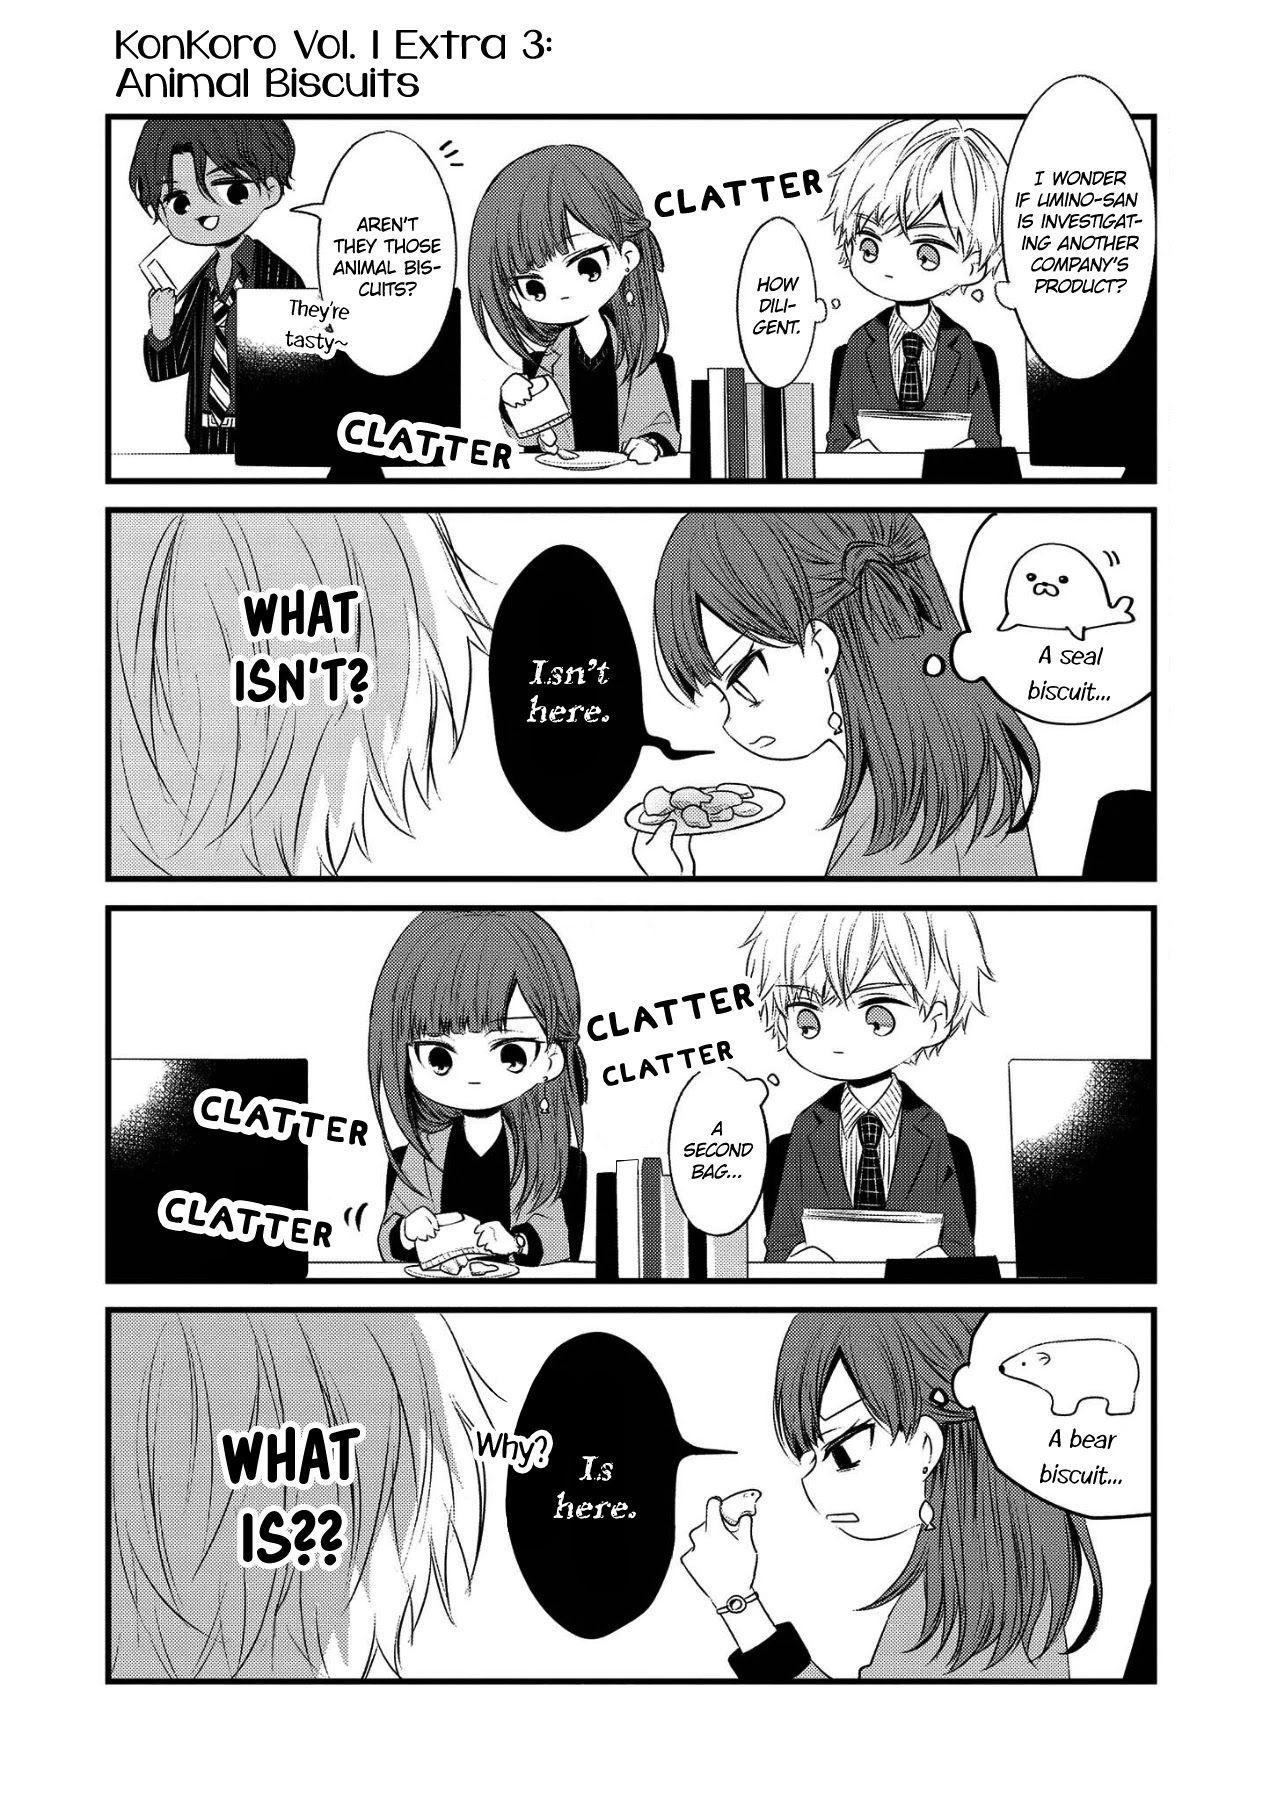 KonKoro Vol. 1 Extra 3:
Animal Biscuits
I WONDER
IF UMINO-SAN
IS INVESTIGAT-
ING ANOTHER
COMPANY'S
PRODUCT?
HOW
DILI-
GENT.
CLATTER
CLATTER
AREN'T
THEY THOSE
ANIMAL BIS-
CUITS?
They're
tasty~
A seal
biscuit...
Isn't
here.
WHAT
ISN'T?
A
SECOND
BAG...
CLATTER
CLATTER
CLATTER
CLATTER
A bear
biscuit...
Is
here.
Why?
WHAT
IS??